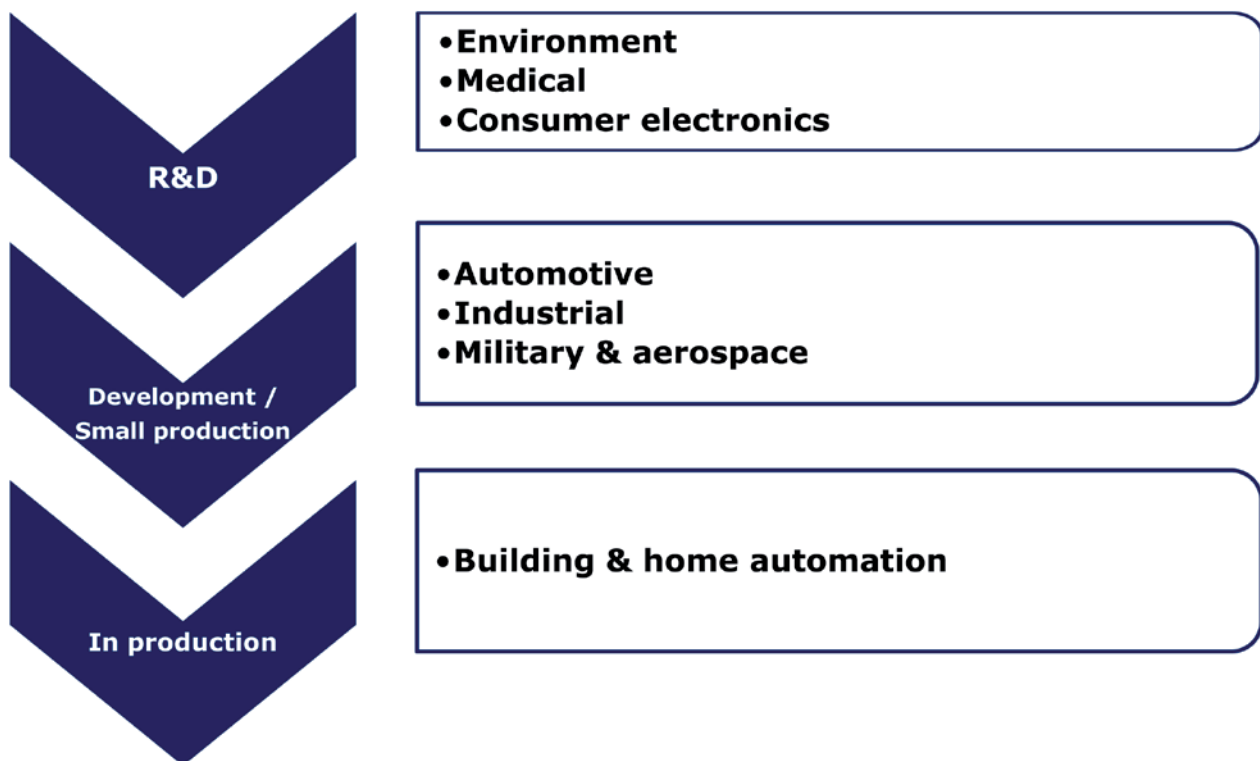 •Environment
•Medical
•Consumer electronics
R&D
•Automotive
•Industrial
•Military & aerospace
Development /
Small production
•Building & home automation
In production